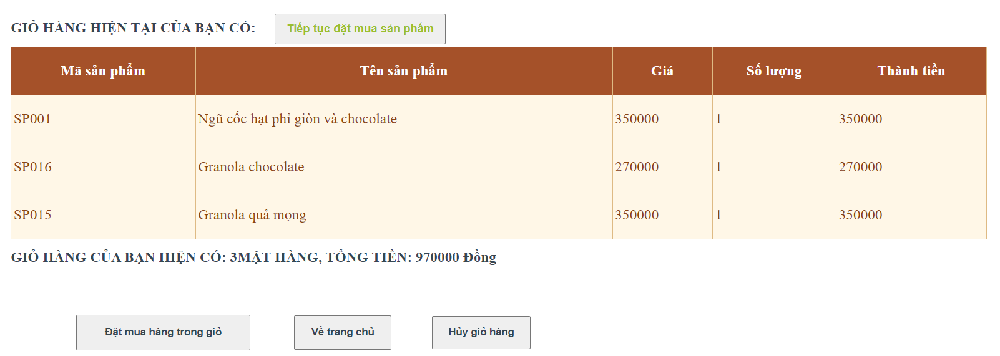 GIỎ HÀNG HIỆN TẠI CỦA BẠN CÓ: Tiếp tục đặt mua sản phẩm
Mã sản phẩm Tên sản phẩm Giá Số lượng Thành tiền
SP001 Ngũ cốc hạt phỉ giòn và chocolate 350000 1 350000
SP016 Granola chocolate 270000 1 270000
SP015 Granola quả mọng 350000 1 350000
GIỎ HÀNG CỦA BẠN HIỆN CÓ: 3MẶT HÀNG, TỔNG TIỀN: 970000 Đồng
Đặt mua hàng trong giỏ Về trang chủ Hủy giỏ hàng